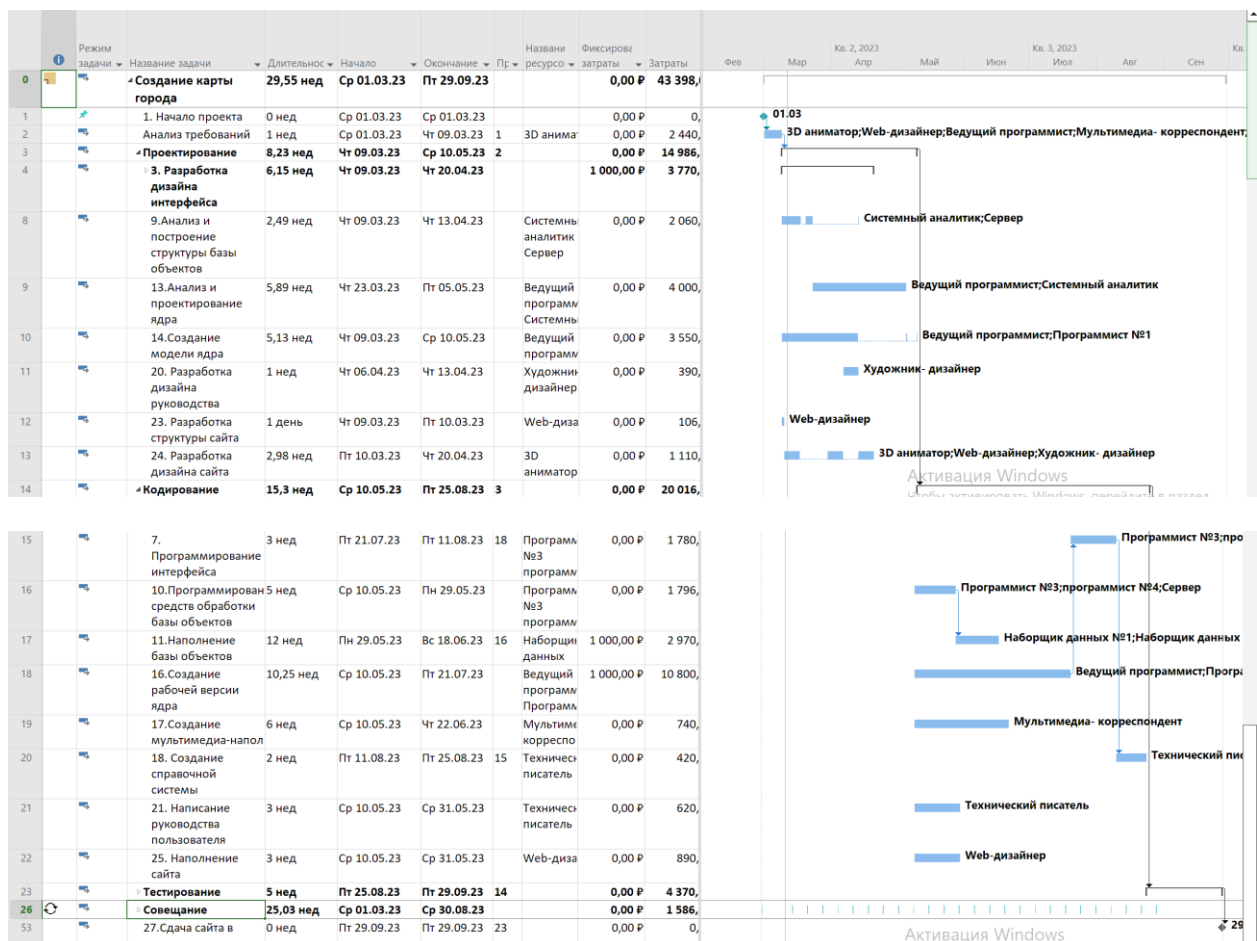 Кв. 2, 2023 Кв. 3, 2023 Кв.
Режим задачи Название задачи Длительнос Начало Окончание Пр Названи ресурсо Фиксирова затраты Затраты Фев Мар Апр Май Июн Июл Авг Сен
0 Создание карты города 29,55 нед Ср 01.03.23 Пт 29.09.23 0,00 ₽ 43 398,
1 1. Начало проекта 0 нед Ср 01.03.23 Ср 01.03.23 0,00 ₽ 0, 01.03
2 Анализ требований 1 нед Ср 01.03.23 Чт 09.03.23 1 3D анимат 0,00 ₽ 2 440, 3D аниматор;Web-дизайнер;Ведущий программист;Мультимедиа- корреспондент;
3 Проектирование 8,23 нед Чт 09.03.23 Ср 10.05.23 2 0,00 ₽ 14 986,
4 3. Разработка дизайна интерфейса 6,15 нед Чт 09.03.23 Чт 20.04.23 1 000,00 ₽ 3 770,
8 9.Анализ и построение структуры базы объектов 2,49 нед Чт 09.03.23 Чт 13.04.23 Системны аналитик Сервер 0,00 ₽ 2 060, Системный аналитик;Сервер
9 13.Анализ и проектирование ядра 5,89 нед Чт 23.03.23 Пт 05.05.23 Ведущий программ Системны 0,00 ₽ 4 000, Ведущий программист;Системный аналитик
10 14.Создание модели ядра 5,13 нед Чт 09.03.23 Ср 10.05.23 Ведущий программ 0,00 ₽ 3 550, Ведущий программист;Программист №1
11 20. Разработка дизайна руководства 1 нед Чт 06.04.23 Чт 13.04.23 Художник дизайнер 0,00 ₽ 390, Художник- дизайнер
12 23. Разработка структуры сайта 1 день Чт 09.03.23 Пт 10.03.23 Web-диза 0,00 ₽ 106, Web-дизайнер
13 24. Разработка дизайна сайта 2,98 нед Пт 10.03.23 Чт 20.04.23 3D аниматор 0,00 ₽ 1 110, 3D аниматор;Web-дизайнер;Художник- дизайнер
Активация Windows
14 Кодирование 15,3 нед Ср 10.05.23 Пт 25.08.23 3 0,00 ₽ 20 016,
Чтобы активировать Windows, перейдите в раздел
15 7. Программирование интерфейса 3 нед Пт 21.07.23 Пт 11.08.23 18 Программ №3 программ 0,00 ₽ 1 780, Программист №3;про
16 10.Программирован средств обработки базы объектов 5 нед Ср 10.05.23 Пн 29.05.23 Программ №3 программ 0,00 ₽ 1 796, Программист №3;программист №4;Сервер
17 11.Наполнение базы объектов 12 нед Пн 29.05.23 Вс 18.06.23 16 Наборщик данных 1 000,00 ₽ 2 970, Наборщик данных №1;Наборщик данных
18 16.Создание рабочей версии ядра 10,25 нед Ср 10.05.23 Пт 21.07.23 Ведущий программ Программ 1 000,00 ₽ 10 800, Ведущий программист;Програ
19 17.Создание мультимедиа-напол 6 нед Ср 10.05.23 Чт 22.06.23 Мультиме корреспо 0,00 ₽ 740, Мультимедиа- корреспондент
20 18. Создание справочной системы 2 нед Пт 11.08.23 Пт 25.08.23 15 Техническ писатель 0,00 ₽ 420, Технический пис
21 21. Написание руководства пользователя 3 нед Ср 10.05.23 Ср 31.05.23 Техническ писатель 0,00 ₽ 620, Технический писатель
22 25. Наполнение сайта 3 нед Ср 10.05.23 Ср 31.05.23 Web-диза 0,00 ₽ 890, Web-дизайнер
23 Тестирование 5 нед Пт 25.08.23 Пт 29.09.23 14 0,00 ₽ 4 370,
26 Совещание 25,03 нед Ср 01.03.23 Ср 30.08.23 0,00 ₽ 1 586,
53 27.Сдача сайта в 0 нед Пт 29.09.23 Пт 29.09.23 23 0,00 ₽ 0, 29
Активация Windows